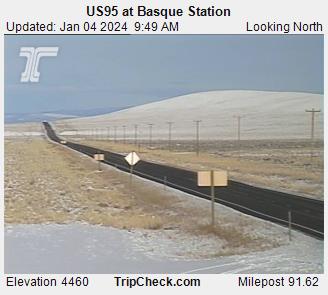 US95 at Basque Station
Updated: Jan 04 2024 9:49 AM Looking North
Elevation 4460 TripCheck.com Milepost 91.62